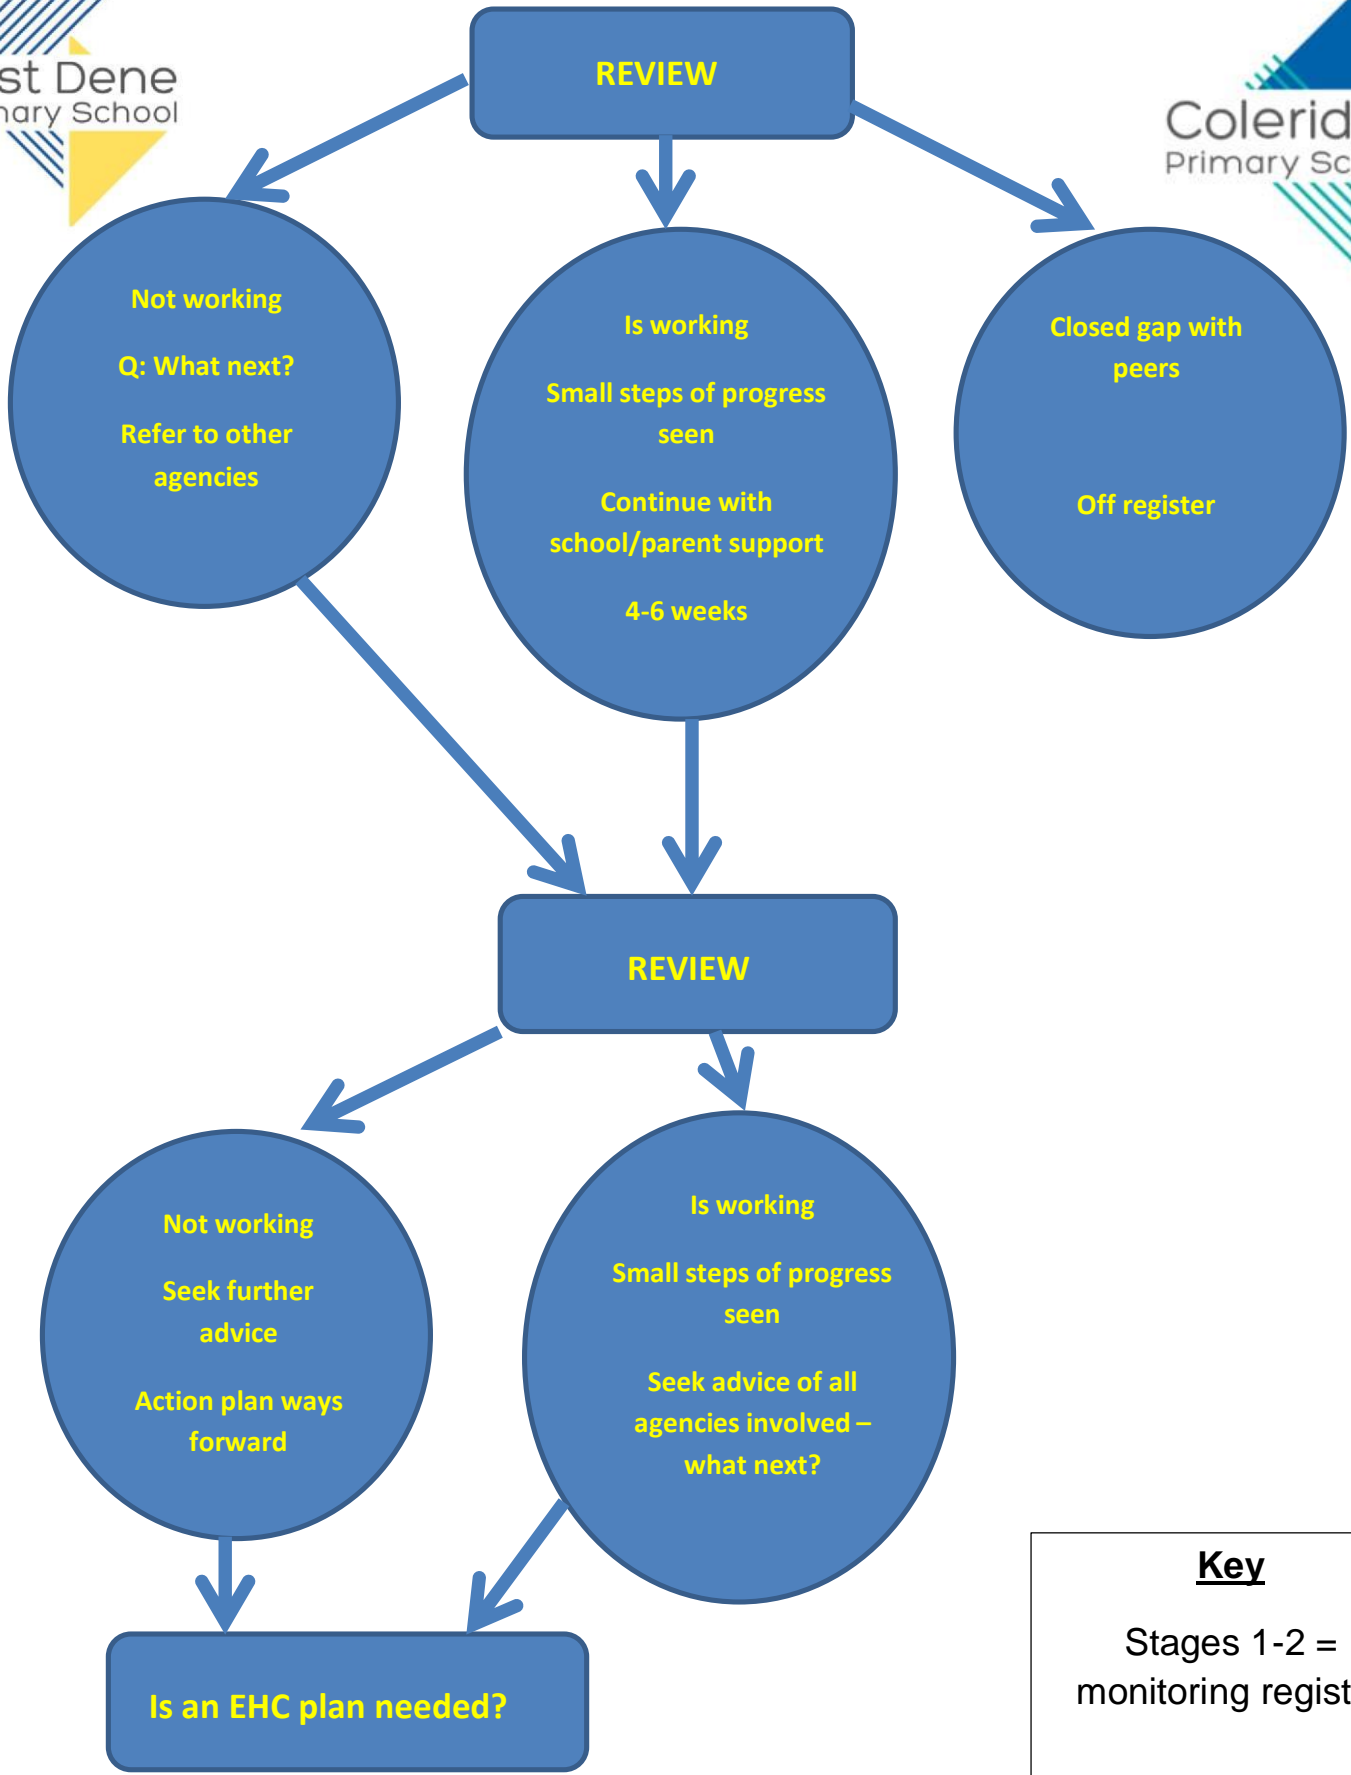 st Dene
mary School
Colerid
Primary Sc
REVIEW
Not working
Q: What next?
Refer to other
agencies
Is working
Small steps of progress
seen
Continue with
school/parent support
4-6 weeks
Closed gap with
peers
Off register
REVIEW
Not working
Seek further
advice
Action plan ways
forward
Is working
Small steps of progress
seen
Seek advice of all
agencies involved –
what next?
Is an EHC plan needed?
Key
Stages 1-2 =
monitoring regist